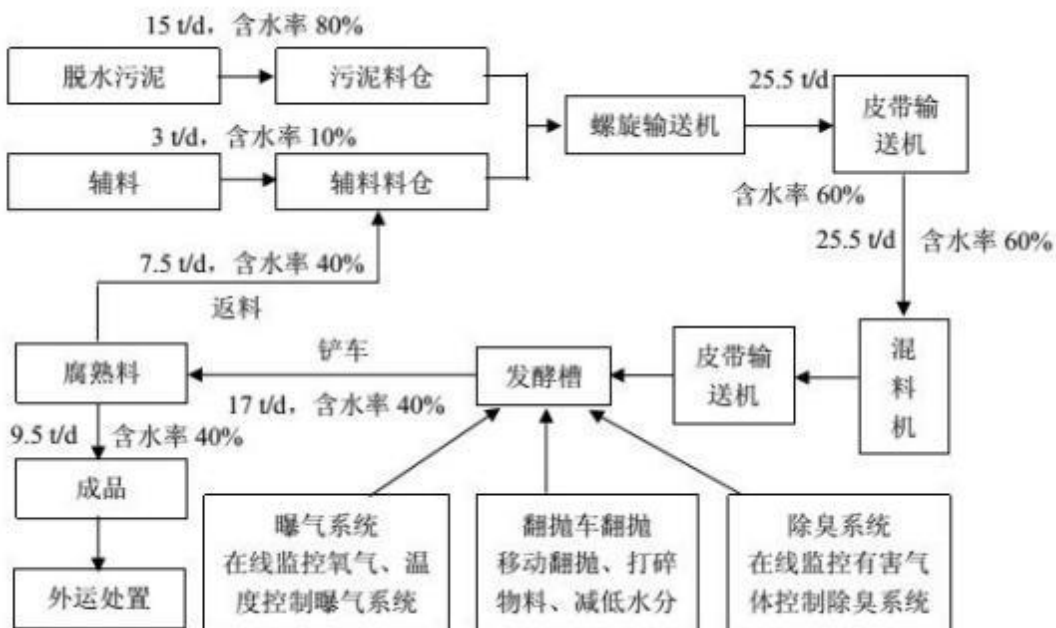 15 t/d，含水率 80%
脱水污泥
污泥料仓
25.5 t/d
皮带输
送机
螺旋输送机
3 t/d，含水率 10%
辅料
辅料料仓
含水率 60%
25.5 t/d
含水率 60%
7.5 t/d，含水率 40%
返料
腐熟料
铲车
发酵槽
皮带输
送机
混
料
机
17 t/d，含水率 40%
9.5 t/d
含水率 40%
成品
外运处置
曝气系统
在线监控氧气、温
度控制曝气系统
翻抛车翻抛
移动翻抛、打碎
物料、减低水分
除臭系统
在线监控有害气
体控制除臭系统